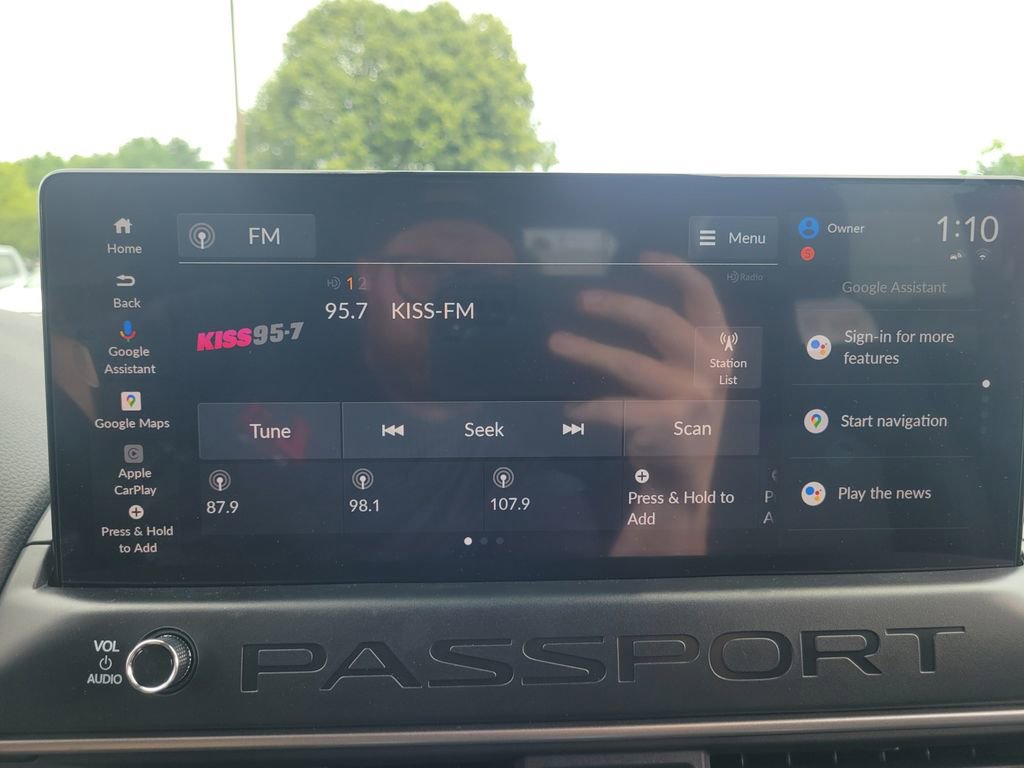 Home
Back
Google
Assistant
Google Maps
Apple
CarPlay
Press & Hold
to Add
FM
Menu
HD 1 2
HD Radio
95.7 KISS-FM
KISS95-7
Station
List
Tune
Seek
Scan
87.9
98.1
107.9
Press & Hold to
Add
P
A
Owner
1:10
S
Google Assistant
Sign-in for more
features
Start navigation
Play the news
VOL
AUDIO
PASSPORT